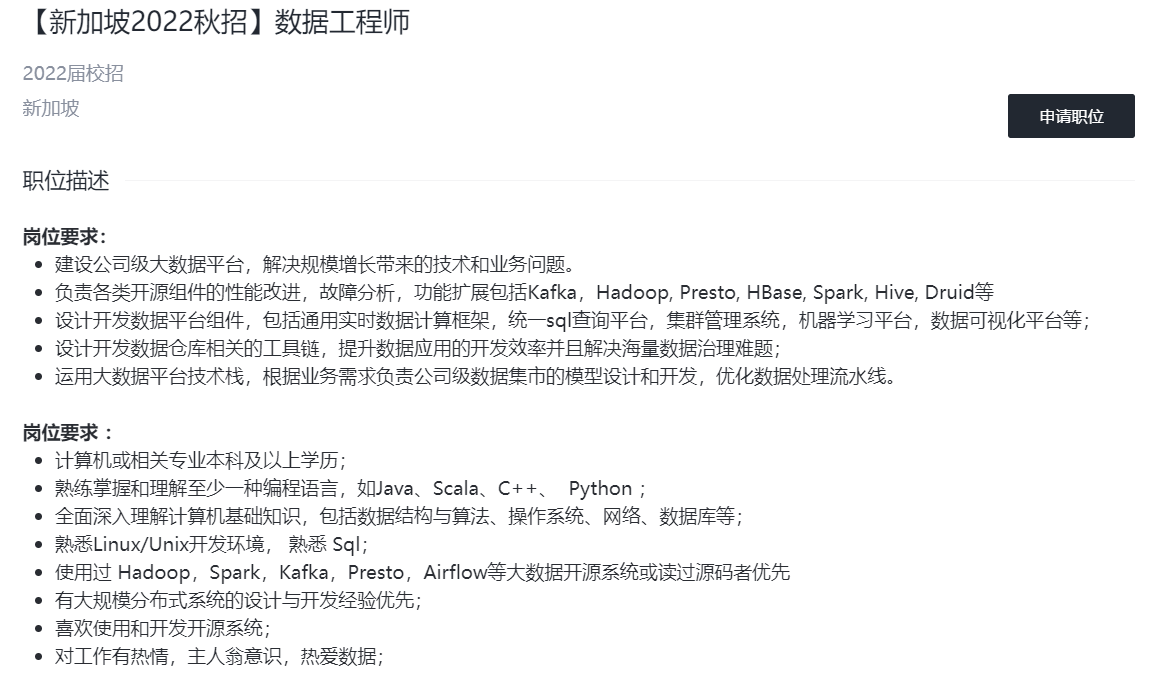 【新加坡2022秋招】数据工程师
2022届校招
新加坡
申请职位
职位描述
岗位要求：
建设公司级大数据平台，解决规模增长带来的技术和业务问题。
负责各类开源组件的性能改进，故障分析，功能扩展包括Kafka，Hadoop, Presto, HBase, Spark, Hive, Druid等
设计开发数据平台组件，包括通用实时数据计算框架，统一sql查询平台，集群管理系统，机器学习平台，数据可视化平台等；
设计开发数据仓库相关的工具链，提升数据应用的开发效率并且解决海量数据治理难题；
运用大数据平台技术栈，根据业务需求负责公司级数据集市的模型设计和开发，优化数据处理流水线。
岗位要求 ：
计算机或相关专业本科及以上学历；
熟练掌握和理解至少一种编程语言，如Java、Scala、C++、 Python ；
全面深入理解计算机基础知识，包括数据结构与算法、操作系统、网络、数据库等；
熟悉Linux/Unix开发环境， 熟悉 Sql；
使用过 Hadoop，Spark，Kafka，Presto，Airflow等大数据开源系统或读过源码者优先
有大规模分布式系统的设计与开发经验优先；
喜欢使用和开发开源系统；
对工作有热情，主人翁意识，热爱数据；